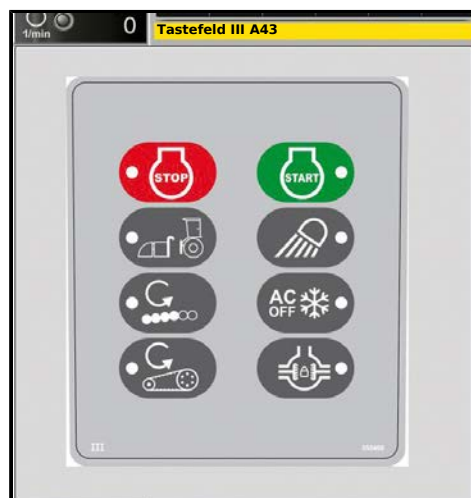 1/min
0
Tastefeld III A43
STOP
START
AC
OFF
III